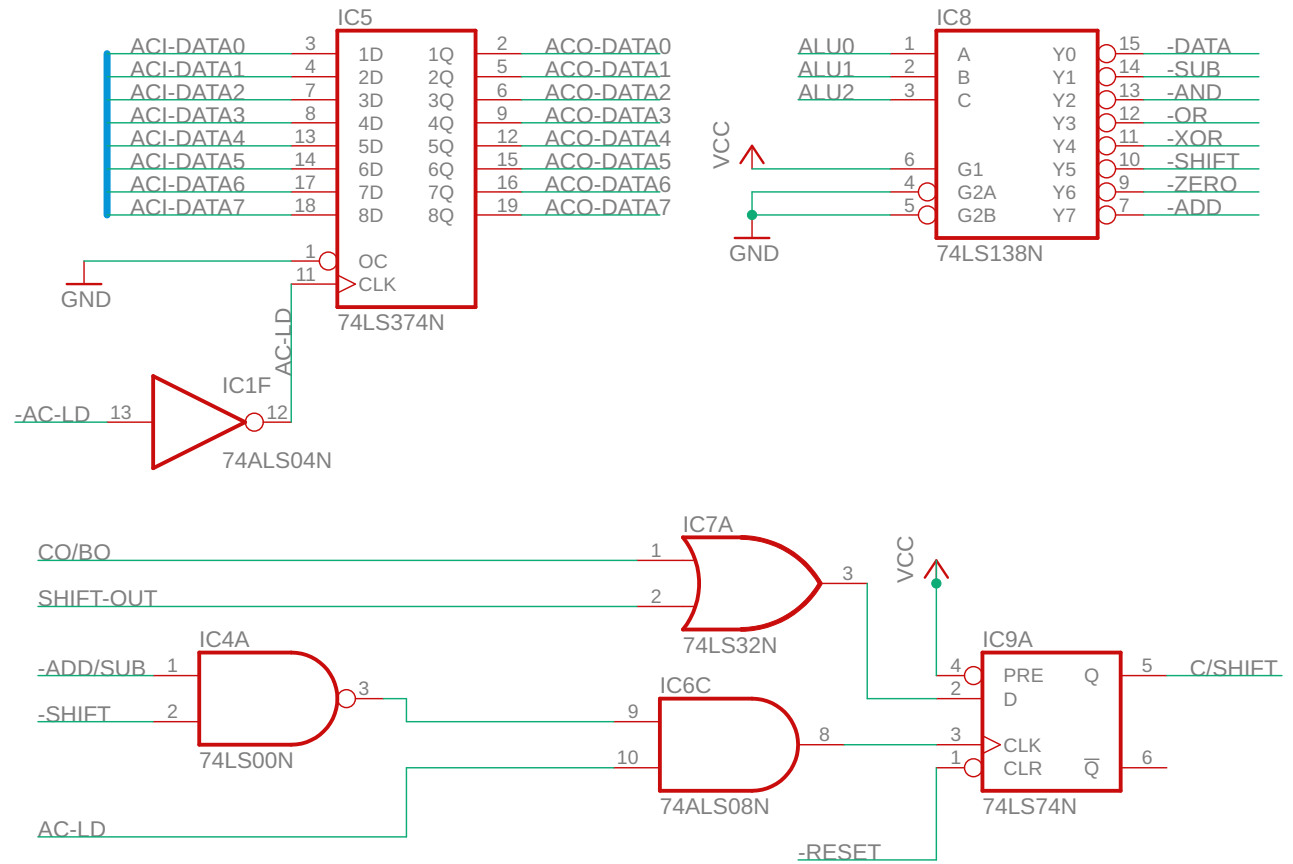 IC5
ACI-DATA0 3 1D 1Q 2 ACO-DATA0
ACI-DATA1 4 2D 2Q 5 ACO-DATA1
ACI-DATA2 7 3D 3Q 6 ACO-DATA2
ACI-DATA3 8 4D 4Q 9 ACO-DATA3
ACI-DATA4 13 5D 5Q 12 ACO-DATA4
ACI-DATA5 14 6D 6Q 15 ACO-DATA5
ACI-DATA6 17 7D 7Q 16 ACO-DATA6
ACI-DATA7 18 8D 8Q 19 ACO-DATA7
1 OC
11 CLK
GND
74LS374N
AC-LD
IC1F
-AC-LD 13 12
74ALS04N
IC8
ALU0 1 A Y0 15 -DATA
ALU1 2 B Y1 14 -SUB
ALU2 3 C Y2 13 -AND
Y3 12 -OR
VCC
Y4 11 -XOR
6 G1 Y5 10 -SHIFT
4 G2A Y6 9 -ZERO
5 G2B Y7 7 -ADD
GND
74LS138N
IC7A
CO/BO 1
3
SHIFT-OUT 2
74LS32N
IC4A
-ADD/SUB 1
3
-SHIFT 2
74LS00N
IC6C
9
8
10
74ALS08N
AC-LD
VCC
IC9A
4 PRE Q 5 C/SHIFT
2 D
3 CLK
1 CLR Q 6
74LS74N
-RESET